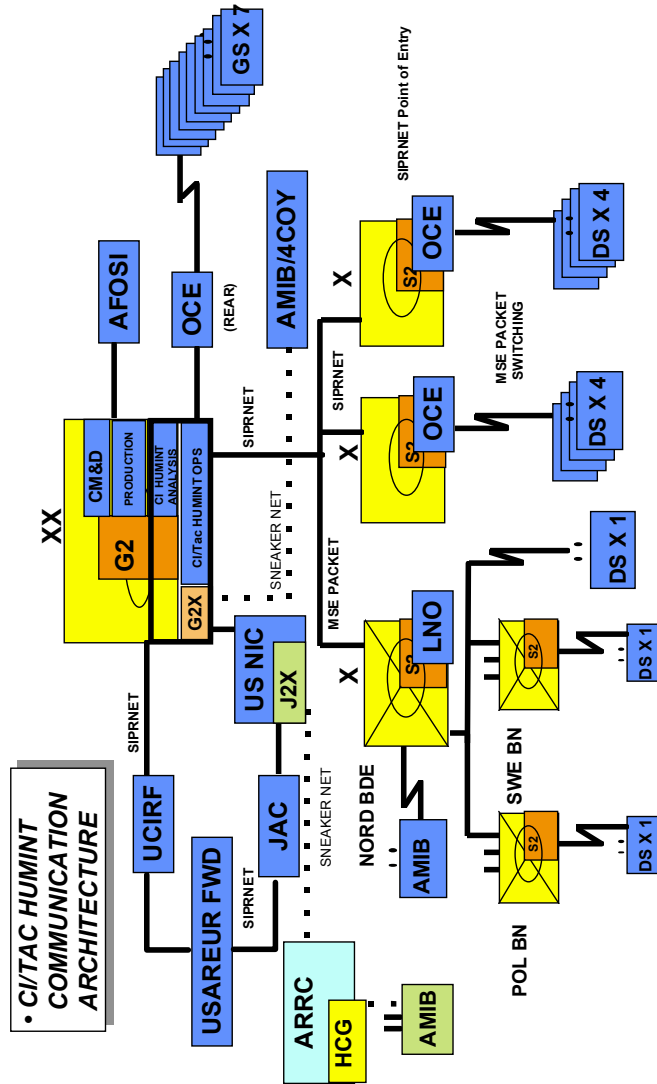 • CI/TAC HUMINT
COMMUNICATION
ARCHITECTURE
XX
G2
CM&D
PRODUCTION
CI HUMINT
ANALYSIS
G2X
CI/Tac HUMINT OPS
AFOSI
OCE
(REAR)
GS X 7
SIPRNET
UCIRF
USAREUR FWD
SIPRNET
JAC
US NIC
J2X
SNEAKER NET
SIPRNET
AMIB/4COY
SNEAKER NET
ARRC
HCG
AMIB
MSE PACKET
SIPRNET
SIPRNET Point of Entry
NORD BDE
X
S2
LNO
AMIB
X
S2
OCE
X
S2
OCE
MSE PACKET
SWITCHING
DS X 4
DS X 4
POL BN
S2
SWE BN
S2
DS X 1
DS X 1
DS X 1